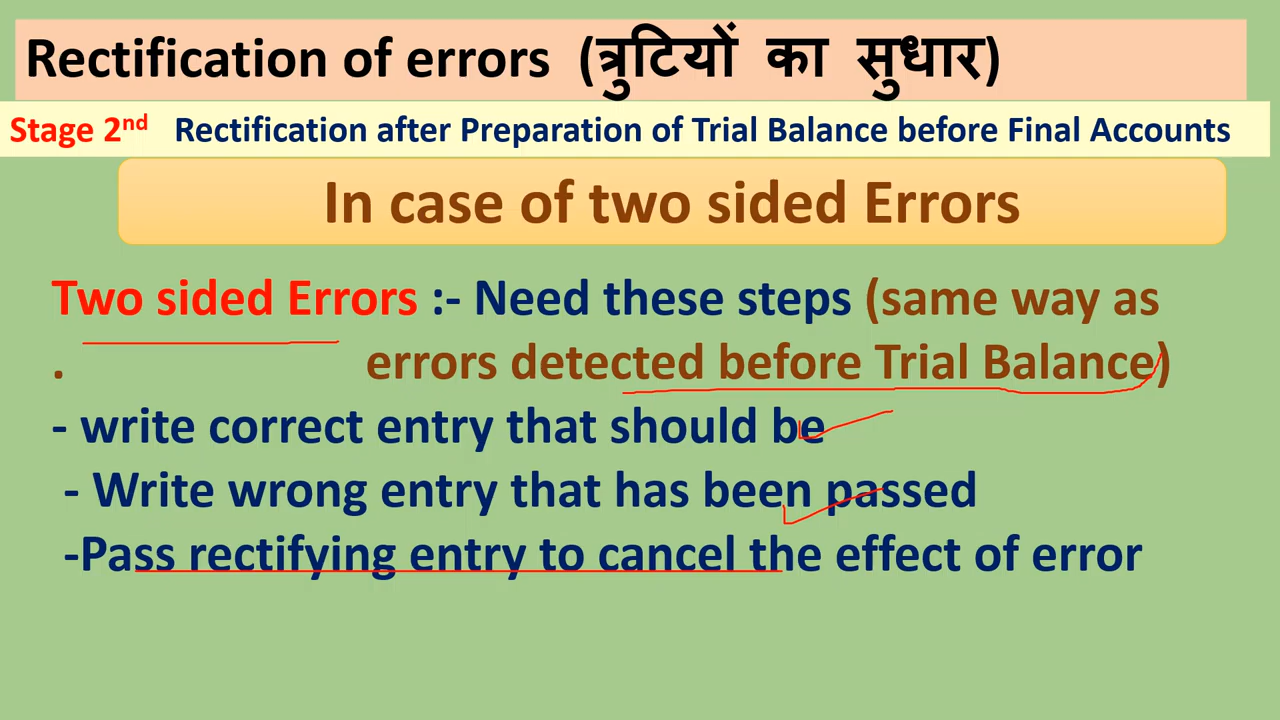 Rectification of errors (त्रुटियों का सुधार)
Stage 2nd Rectification after Preparation of Trial Balance before Final Accounts
In case of two sided Errors
Two sided Errors :- Need these steps (same way as
. errors detected before Trial Balance)
- write correct entry that should be
- Write wrong entry that has been passed
-Pass rectifying entry to cancel the effect of error